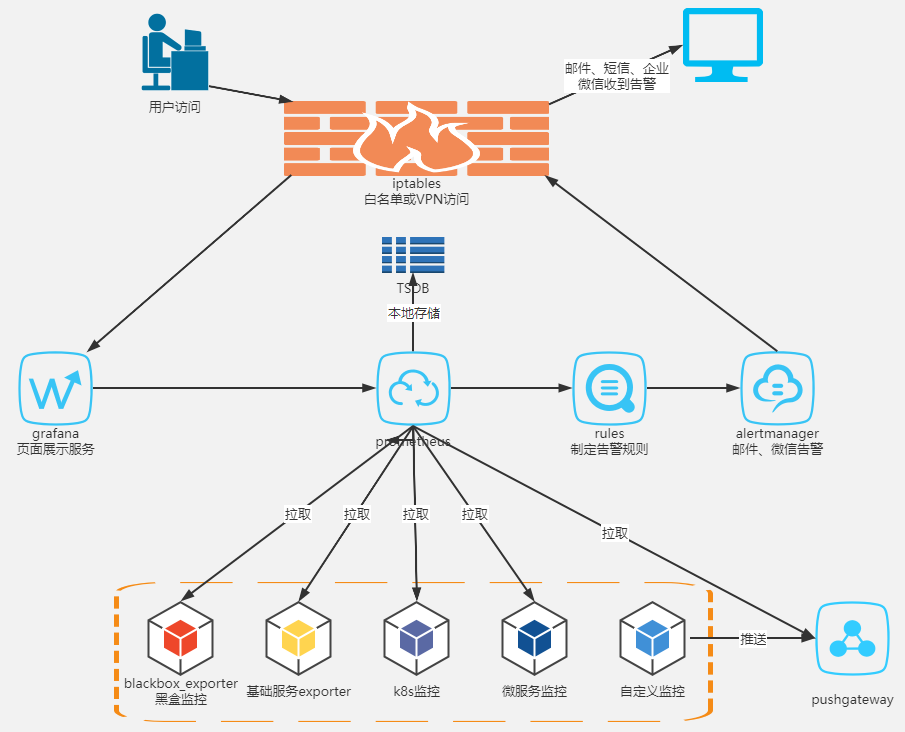 用户访问
邮件、短信、企业
微信收到告警
iptables
白名单或VPN访问
TSDB
本地存储
grafana
页面展示服务
prometheus
rules
制定告警规则
alertmanager
邮件、微信告警
拉取
拉取
拉取
拉取
拉取
推送
blackbox_exporter
黑盒监控
基础服务exporter
k8s监控
微服务监控
自定义监控
pushgateway